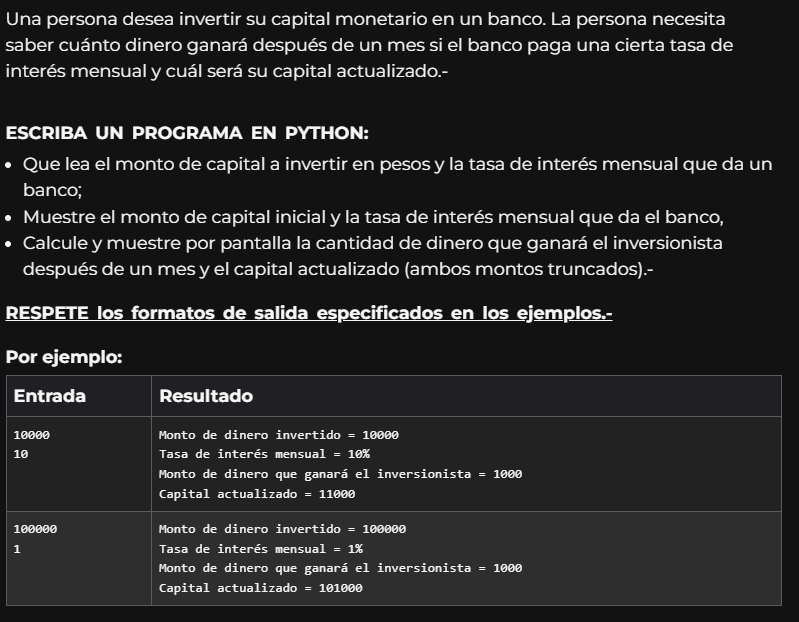 Una persona desea invertir su capital monetario en un banco. La persona necesita
saber cuánto dinero ganará después de un mes si el banco paga una cierta tasa de
interés mensual y cuál será su capital actualizado.-
ESCRIBA UN PROGRAMA EN PYTHON:
• Que lea el monto de capital a invertir en pesos y la tasa de interés mensual que da un
banco;
• Muestre el monto de capital inicial y la tasa de interés mensual que da el banco,
• Calcule y muestre por pantalla la cantidad de dinero que ganará el inversionista
después de un mes y el capital actualizado (ambos montos truncados).-
RESPETE los formatos de salida especificados en los ejemplos.-
Por ejemplo:
Entrada Resultado
10000 Monto de dinero invertido = 10000
10 Tasa de interés mensual = 10%
Monto de dinero que ganará el inversionista = 1000
Capital actualizado = 11000
100000 Monto de dinero invertido = 100000
1 Tasa de interés mensual = 1%
Monto de dinero que ganará el inversionista = 1000
Capital actualizado = 101000